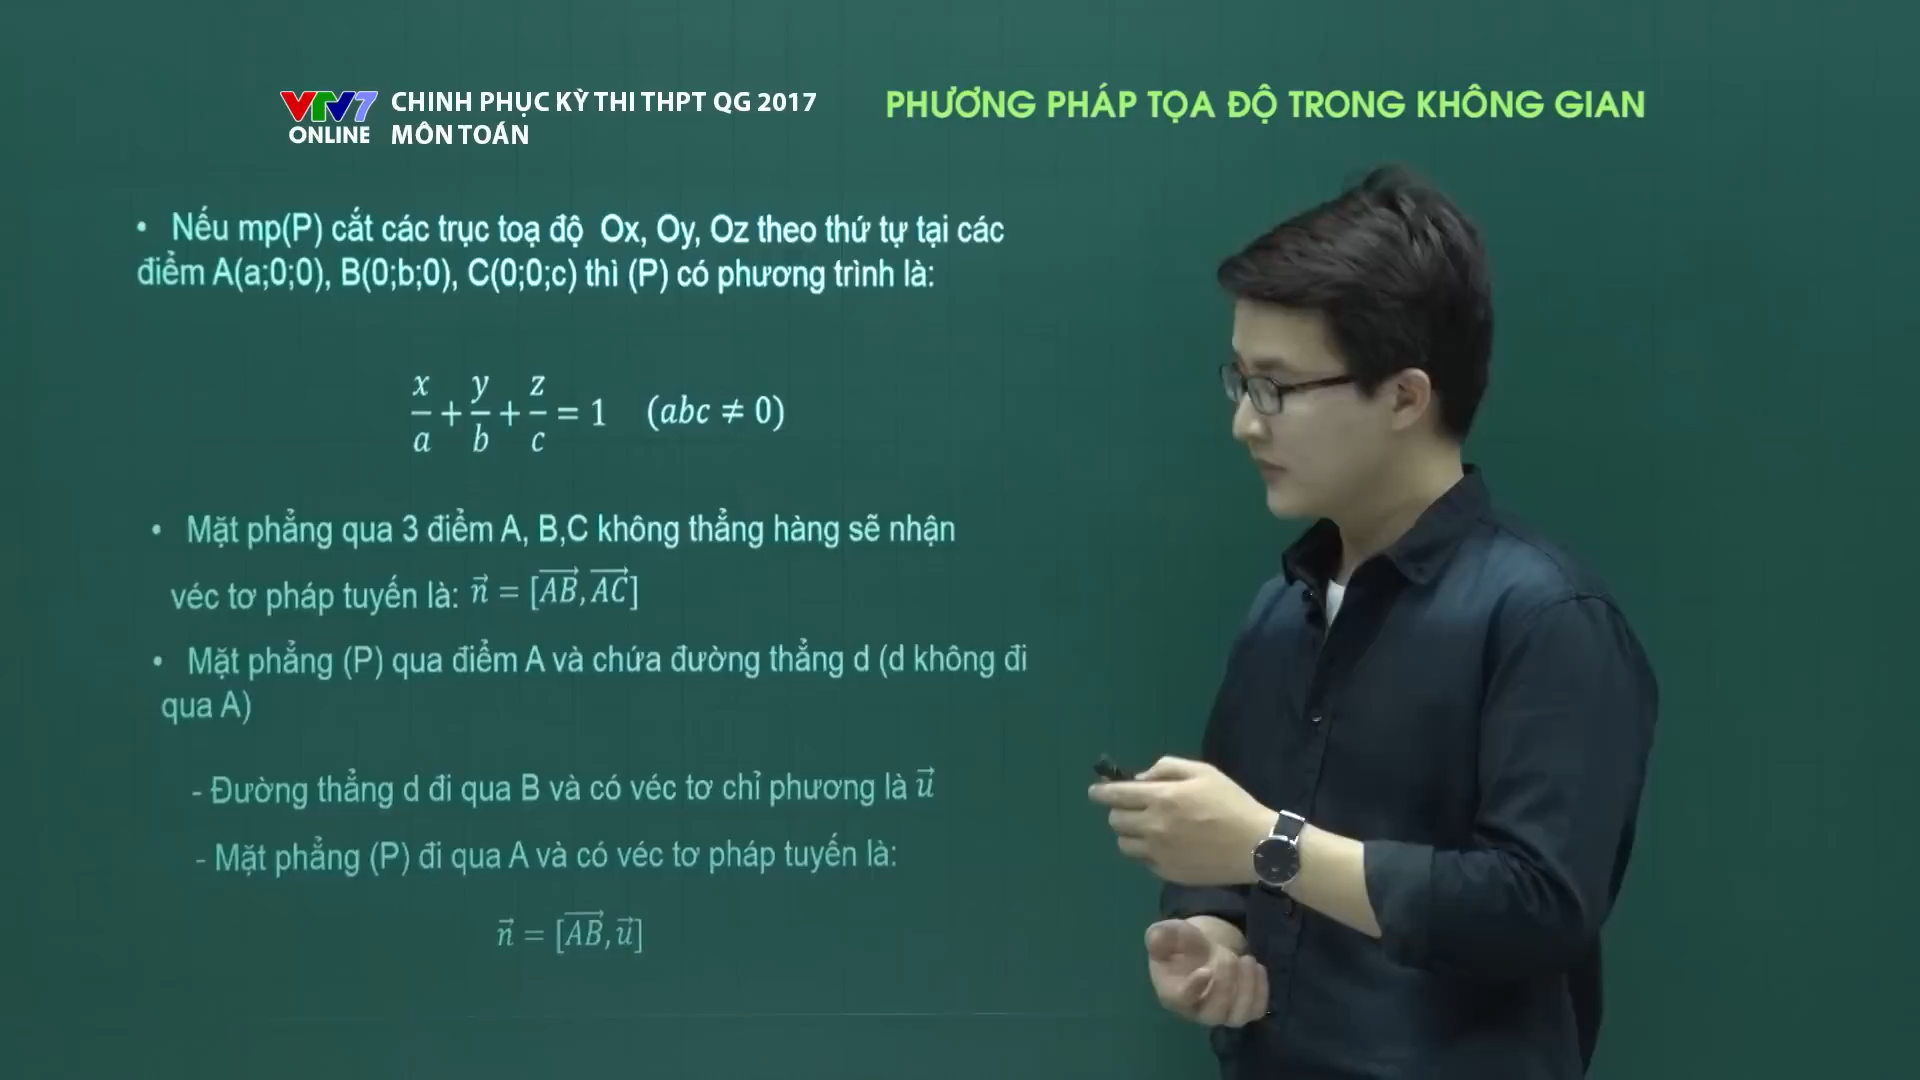 VTV7
ONLINE
CHINH PHỤC KỲ THI THPT QG 2017
MÔN TOÁN
PHƯƠNG PHÁP TỌA ĐỘ TRONG KHÔNG GIAN
• Nếu mp(P) cắt các trục toạ độ Ox, Oy, Oz theo thứ tự tại các
điểm A(a;0;0), B(0;b;0), C(0;0;c) thì (P) có phương trình là:
x/a + y/b + z/c = 1 (abc ≠ 0)
• Mặt phẳng qua 3 điểm A, B,C không thẳng hàng sẽ nhận
véc tơ pháp tuyến là: n⃗ = [AB⃗, AC⃗]
• Mặt phẳng (P) qua điểm A và chứa đường thẳng d (d không đi
qua A)
- Đường thẳng d đi qua B và có véc tơ chỉ phương là u⃗
- Mặt phẳng (P) đi qua A và có véc tơ pháp tuyến là:
n⃗ = [AB⃗, u⃗]